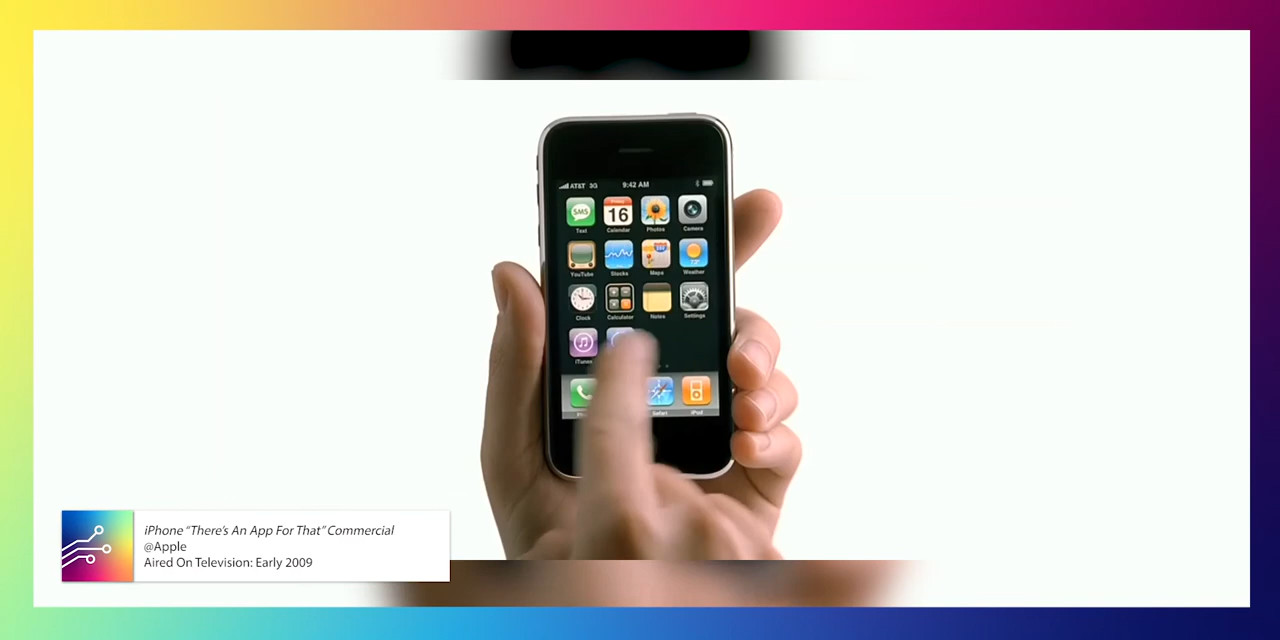 AT&T 3G 9:42 AM
SMS
Friday
16
Text Calendar Photos Camera
YouTube Stocks Maps Weather
Clock Calculator Notes Settings
iTunes
Safari iPod
iPhone “There’s An App For That” Commercial
@Apple
Aired On Television: Early 2009